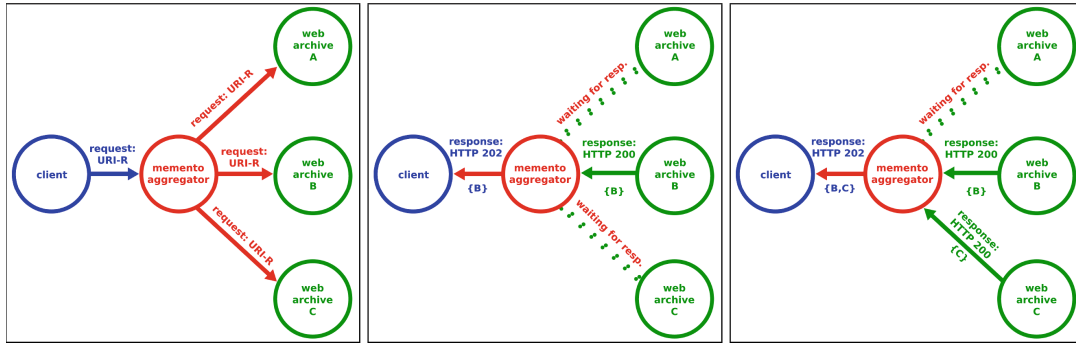 web
archive
A
request: URI-R
request:
URI-R
client
memento
aggregator
request:
URI-R
web
archive
B
request: URI-R
web
archive
C
web
archive
A
waiting for resp.
response:
HTTP 202
client
{B}
memento
aggregator
response:
HTTP 200
{B}
web
archive
B
waiting for resp.
web
archive
C
web
archive
A
waiting for resp.
response:
HTTP 202
client
{B,C}
memento
aggregator
response:
HTTP 200
{B}
web
archive
B
response:
HTTP 200
{C}
web
archive
C